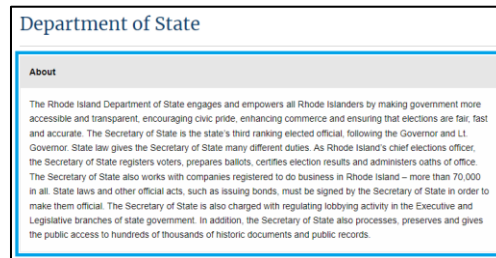 Department of State
About
The Rhode Island Department of State engages and empowers all Rhode Islanders by making government more
accessible and transparent, encouraging civic pride, enhancing commerce and ensuring that elections are fair, fast
and accurate. The Secretary of State is the state's third ranking elected official, following the Governor and Lt.
Governor. State law gives the Secretary of State many different duties. As Rhode Island's chief elections officer,
the Secretary of State registers voters, prepares ballots, certifies election results and administers oaths of office.
The Secretary of State also works with companies registered to do business in Rhode Island – more than 70,000
in all. State laws and other official acts, such as issuing bonds, must be signed by the Secretary of State in order to
make them official. The Secretary of State is also charged with regulating lobbying activity in the Executive and
Legislative branches of state government. In addition, the Secretary of State also processes, preserves and gives
the public access to hundreds of thousands of historic documents and public records.